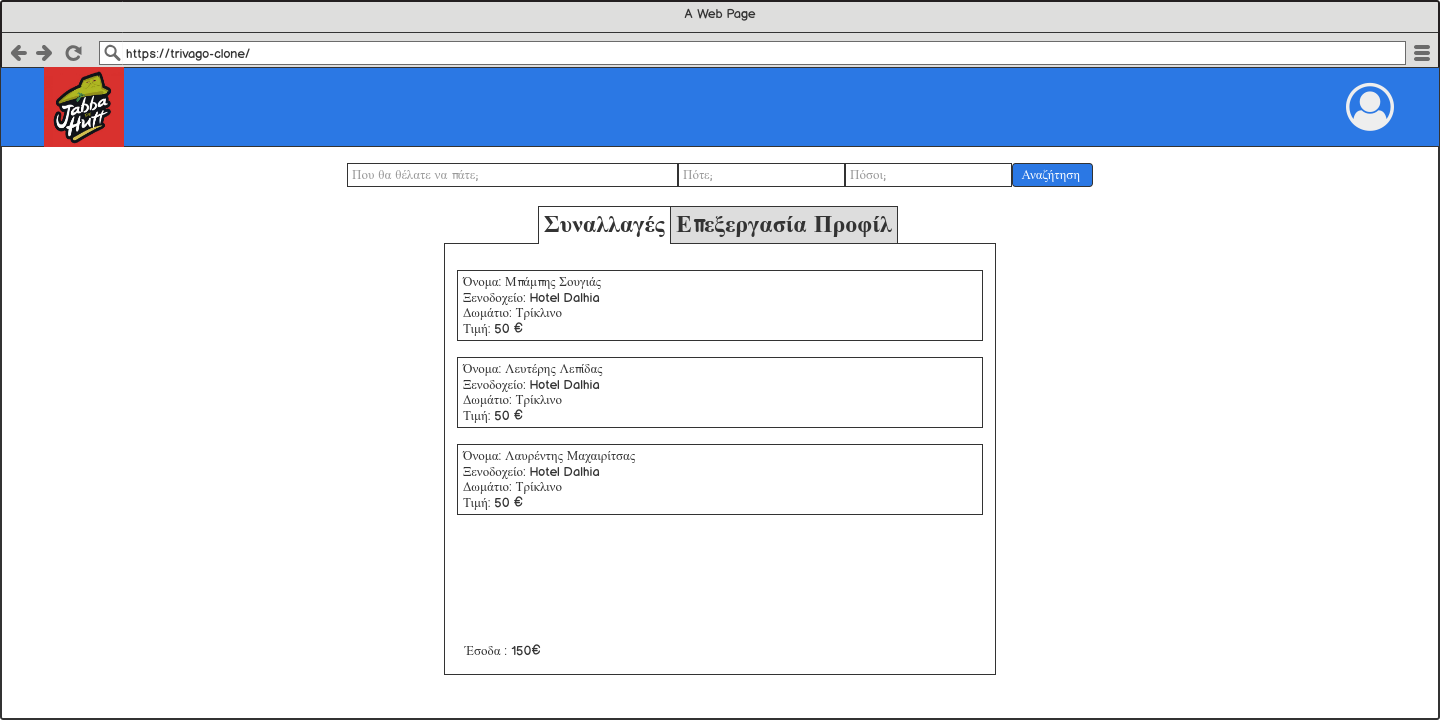 A Web Page
https://trivago-clone/
Jabba
Hutt
Που θα θέλατε να πάτε; Πότε; Πόσοι; Αναζήτηση
Συναλλαγές Επεξεργασία Προφίλ
Όνομα: Μπάμπης Σουγιάς
Ξενοδοχείο: Hotel Dalhia
Δωμάτιο: Τρίκλινο
Τιμή: 50 €
Όνομα: Λευτέρης Λεπίδας
Ξενοδοχείο: Hotel Dalhia
Δωμάτιο: Τρίκλινο
Τιμή: 50 €
Όνομα: Λαυρέντης Μαχαιρίτσας
Ξενοδοχείο: Hotel Dalhia
Δωμάτιο: Τρίκλινο
Τιμή: 50 €
Έσοδα : 150€